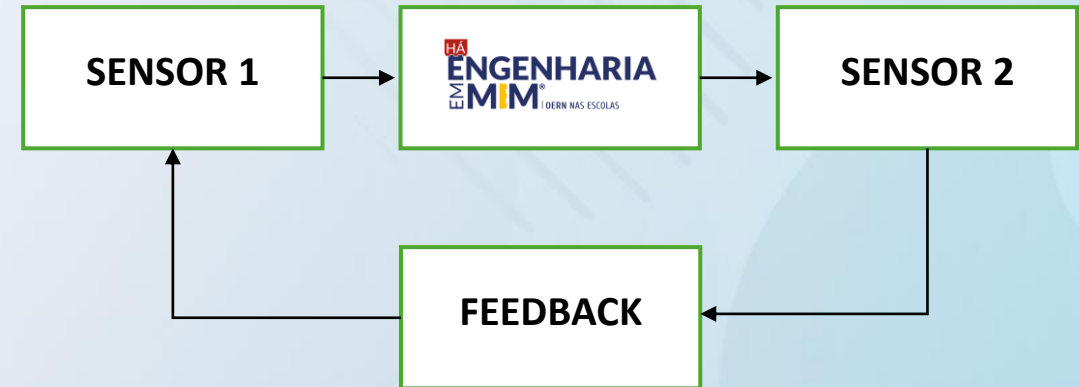 SENSOR 1
HÁ
ENGENHARIA
EM MIM®
OERN NAS ESCOLAS
SENSOR 2
FEEDBACK